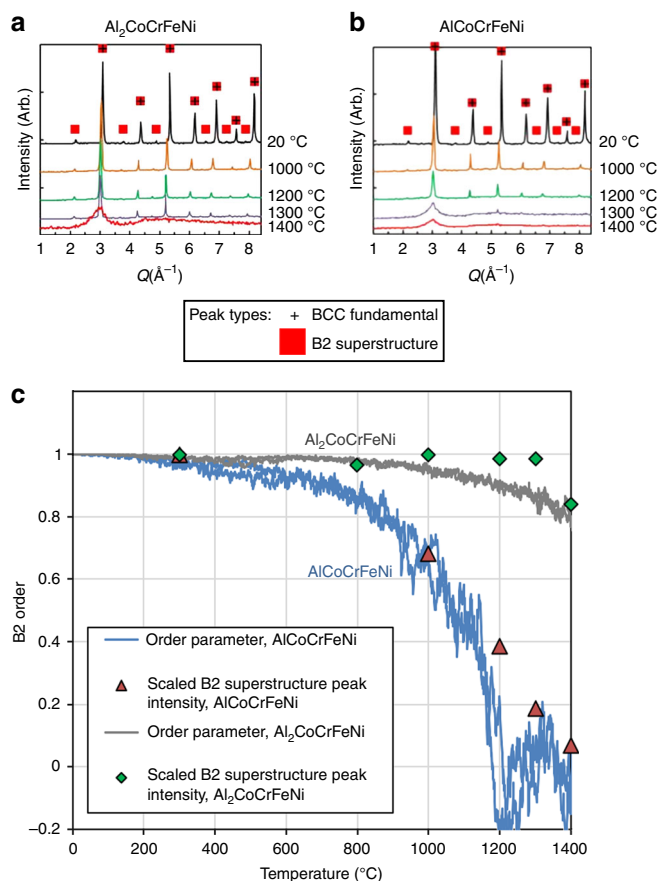 a
Al₂CoCrFeNi
Intensity (Arb.)
20 °C
1000 °C
1200 °C
1300 °C
1400 °C
1 2 3 4 5 6 7 8
Q(Å⁻¹)
b
AlCoCrFeNi
Intensity (Arb.)
20 °C
1000 °C
1200 °C
1300 °C
1400 °C
1 2 3 4 5 6 7 8
Q(Å⁻¹)
Peak types: + BCC fundamental
B2 superstructure
c
B2 order
1
0.8
0.6
0.4
0.2
0
−0.2
Al₂CoCrFeNi
AlCoCrFeNi
Order parameter, AlCoCrFeNi
Scaled B2 superstructure peak
intensity, AlCoCrFeNi
Order parameter, Al₂CoCrFeNi
Scaled B2 superstructure peak
intensity, Al₂CoCrFeNi
0 200 400 600 800 1000 1200 1400
Temperature (°C)